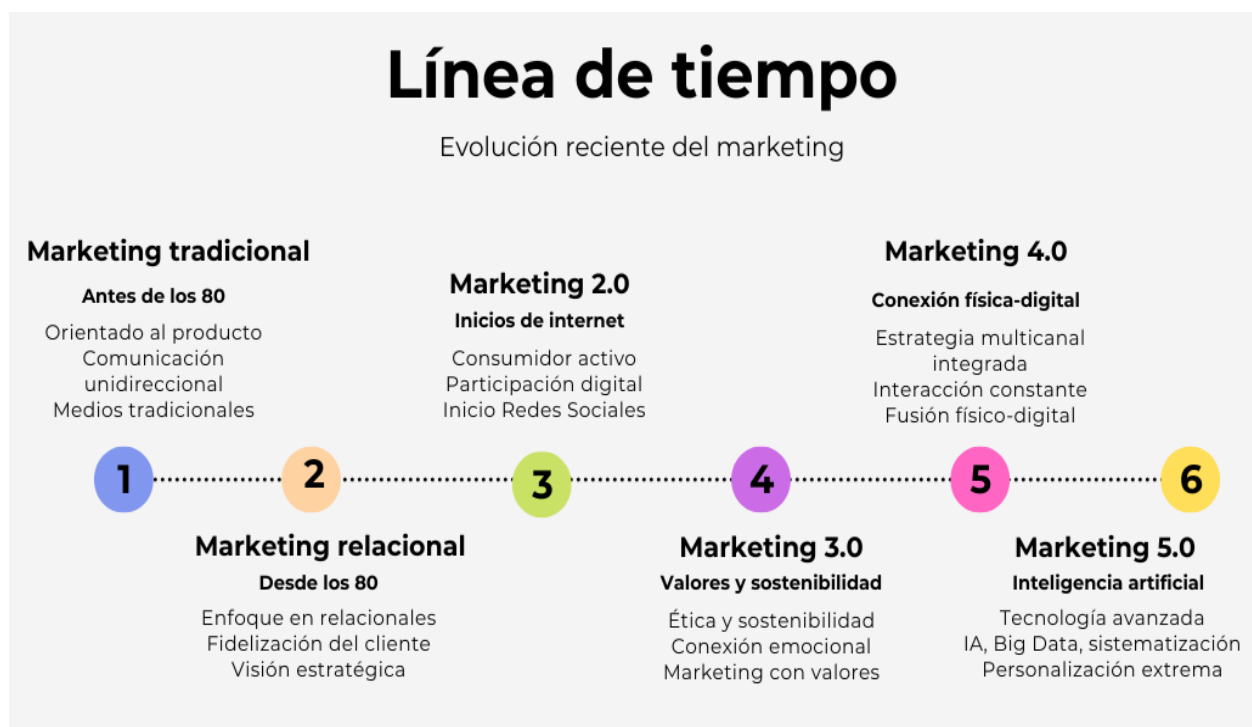 Línea de tiempo
Evolución reciente del marketing
Marketing tradicional
Antes de los 80
Orientado al producto
Comunicación
unidireccional
Medios tradicionales
Marketing 2.0
Inicios de internet
Consumidor activo
Participación digital
Inicio Redes Sociales
Marketing 4.0
Conexión física-digital
Estrategia multicanal
integrada
Interacción constante
Fusión físico-digital
1
2
3
4
5
6
Marketing relacional
Desde los 80
Enfoque en relacionales
Fidelización del cliente
Visión estratégica
Marketing 3.0
Valores y sostenibilidad
Ética y sostenibilidad
Conexión emocional
Marketing con valores
Marketing 5.0
Inteligencia artificial
Tecnología avanzada
IA, Big Data, sistematización
Personalización extrema